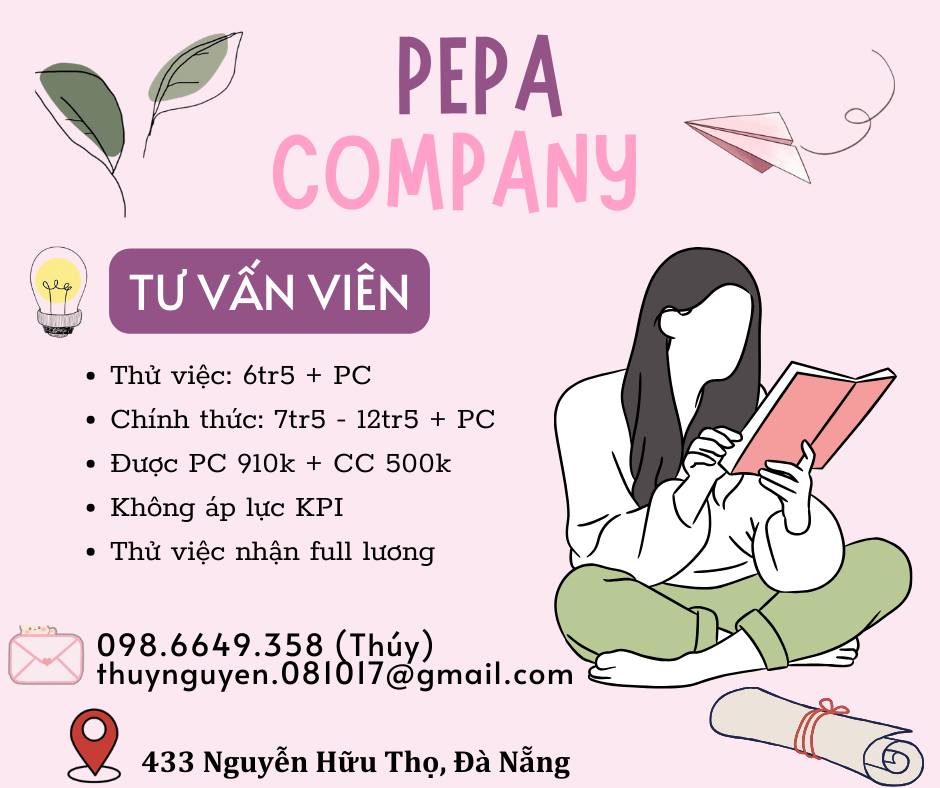 PEPA
COMPANY
TƯ VẤN VIÊN
Thử việc: 6tr5 + PC
Chính thức: 7tr5 - 12tr5 + PC
Được PC 910k + CC 500k
Không áp lực KPI
Thử việc nhận full lương
098.6649.358 (Thúy)
thuynguyen.081017@gmail.com
433 Nguyễn Hữu Thọ, Đà Nẵng